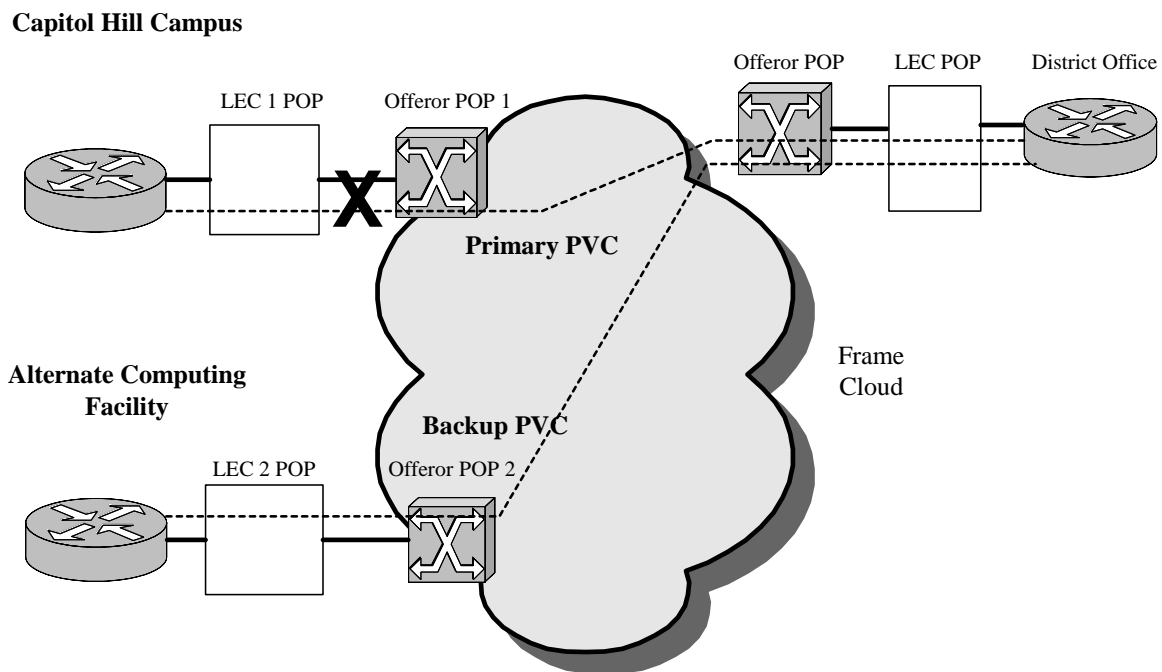 Capitol Hill Campus
Offeror POP
LEC POP
District Office
LEC 1 POP
Offeror POP 1
X
Primary PVC
Frame
Cloud
Alternate Computing
Facility
Backup PVC
LEC 2 POP
Offeror POP 2